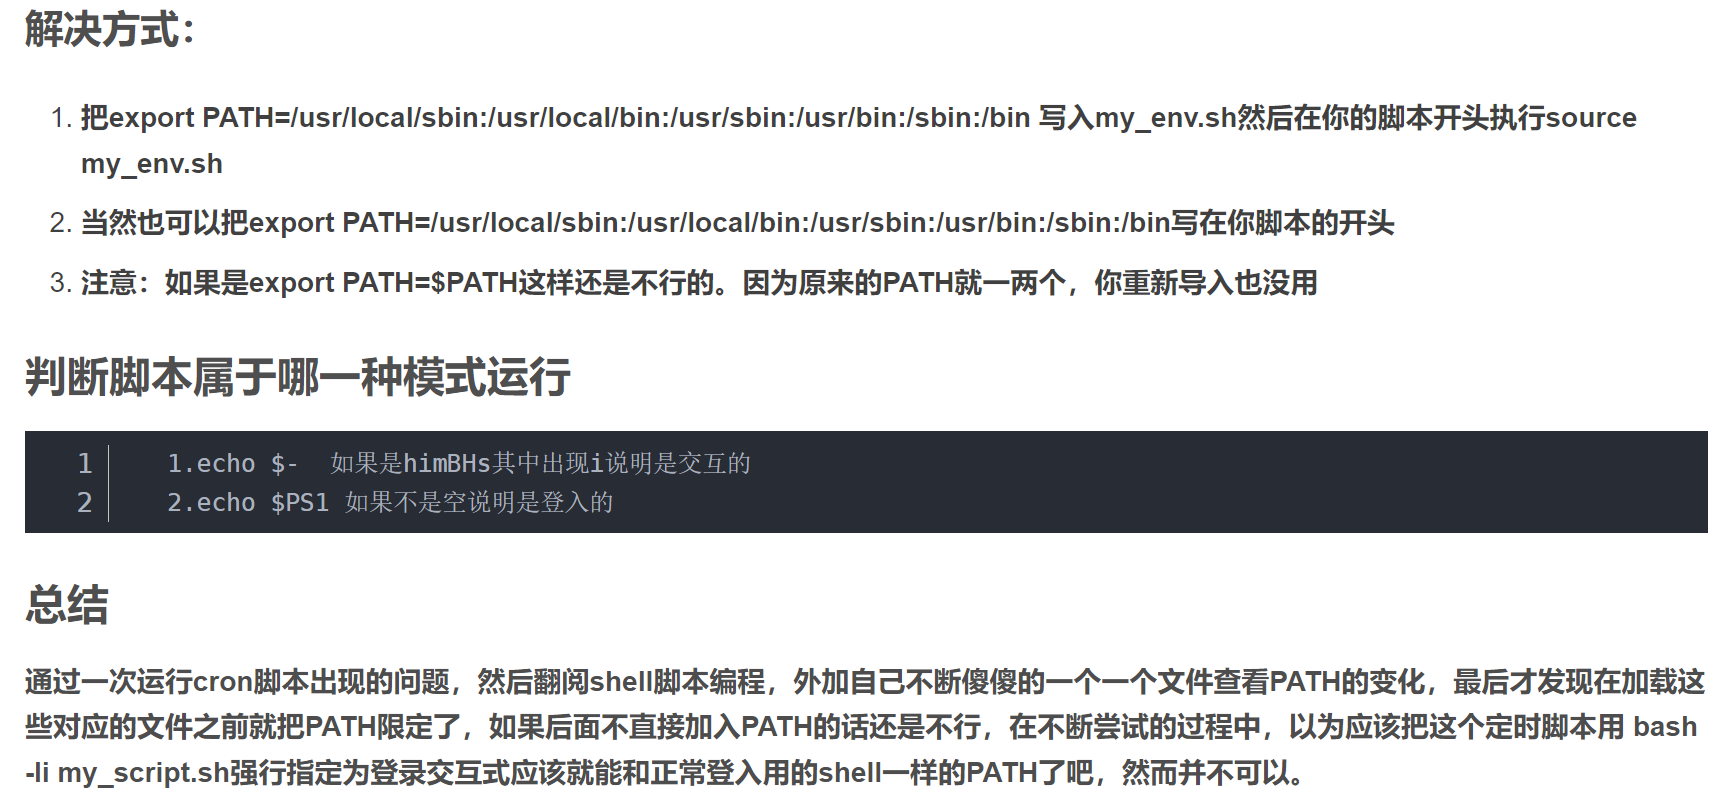 解决方式：
1. 把export PATH=/usr/local/sbin:/usr/local/bin:/usr/sbin:/usr/bin:/sbin:/bin 写入my_env.sh然后在你的脚本开头执行source
my_env.sh
2. 当然也可以把export PATH=/usr/local/sbin:/usr/local/bin:/usr/sbin:/usr/bin:/sbin:/bin写在你脚本的开头
3. 注意：如果是export PATH=$PATH这样还是不行的。因为原来的PATH就一两个，你重新导入也没用
判断脚本属于哪一种模式运行
1 1.echo $-  如果是himBHs其中出现i说明是交互的
2 2.echo $PS1 如果不是空说明是登入的
总结
通过一次运行cron脚本出现的问题，然后翻阅shell脚本编程，外加自己不断傻傻的一个一个文件查看PATH的变化，最后才发现在加载这
些对应的文件之前就把PATH限定了，如果后面不直接加入PATH的话还是不行，在不断尝试的过程中，以为应该把这个定时脚本用 bash
-li my_script.sh强行指定为登录交互式应该就能和正常登入用的shell一样的PATH了吧，然而并不可以。